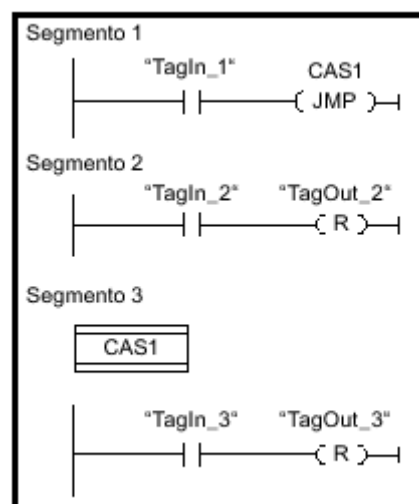 Segmento 1
"TagIn_1" CAS1
JMP
Segmento 2
"TagIn_2" "TagOut_2"
R
Segmento 3
CAS1
"TagIn_3" "TagOut_3"
R